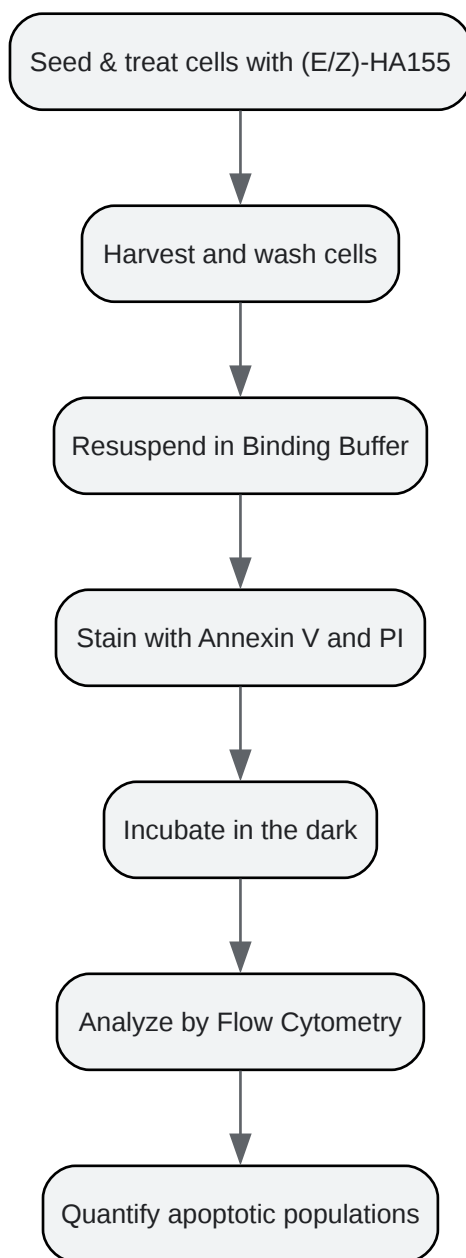 Seed & treat cells with (E/Z)-HA155
Harvest and wash cells
Resuspend in Binding Buffer
Stain with Annexin V and PI
Incubate in the dark
Analyze by Flow Cytometry
Quantify apoptotic populations